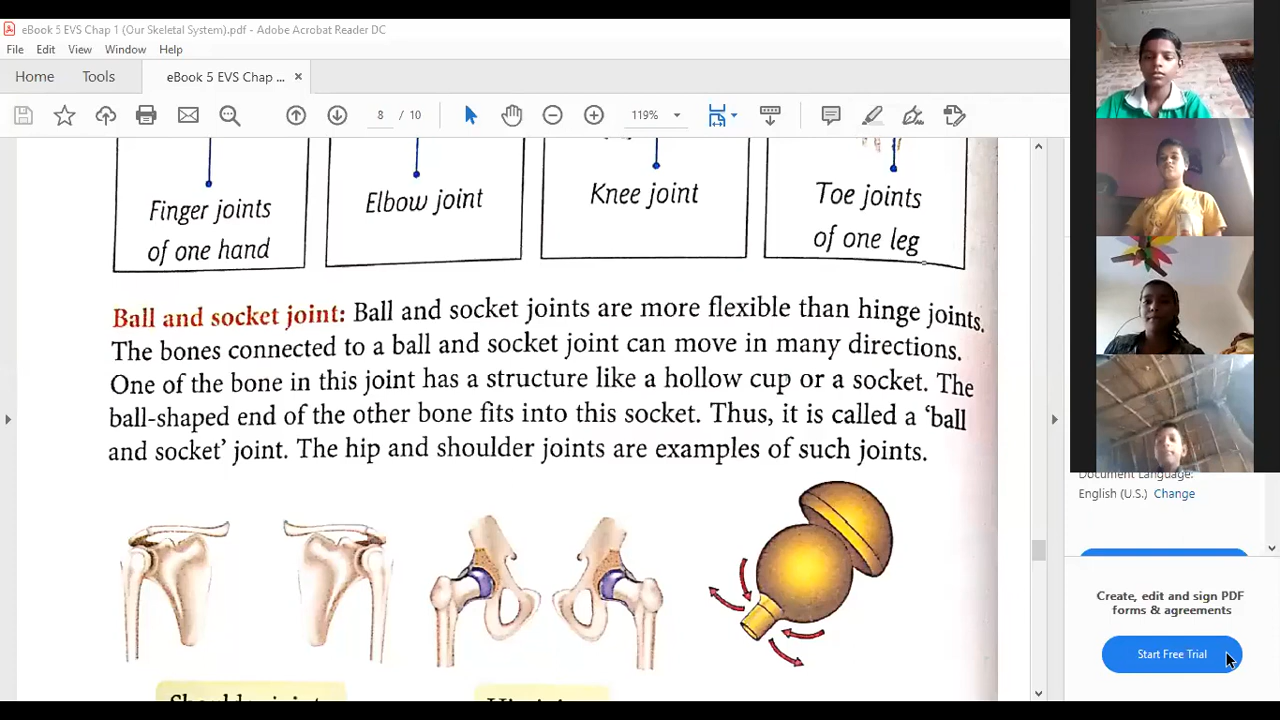 eBook 5 EVS Chap 1 (Our Skeletal System).pdf - Adobe Acrobat Reader DC
File Edit View Window Help
Home Tools eBook 5 EVS Chap ... ×
8 / 10 119%
Finger joints
of one hand
Elbow joint
Knee joint
Toe joints
of one leg
Ball and socket joint: Ball and socket joints are more flexible than hinge joints.
The bones connected to a ball and socket joint can move in many directions.
One of the bone in this joint has a structure like a hollow cup or a socket. The
ball-shaped end of the other bone fits into this socket. Thus, it is called a ‘ball
and socket’ joint. The hip and shoulder joints are examples of such joints.
Document Language:
English (U.S.) Change
Create, edit and sign PDF
forms & agreements
Start Free Trial